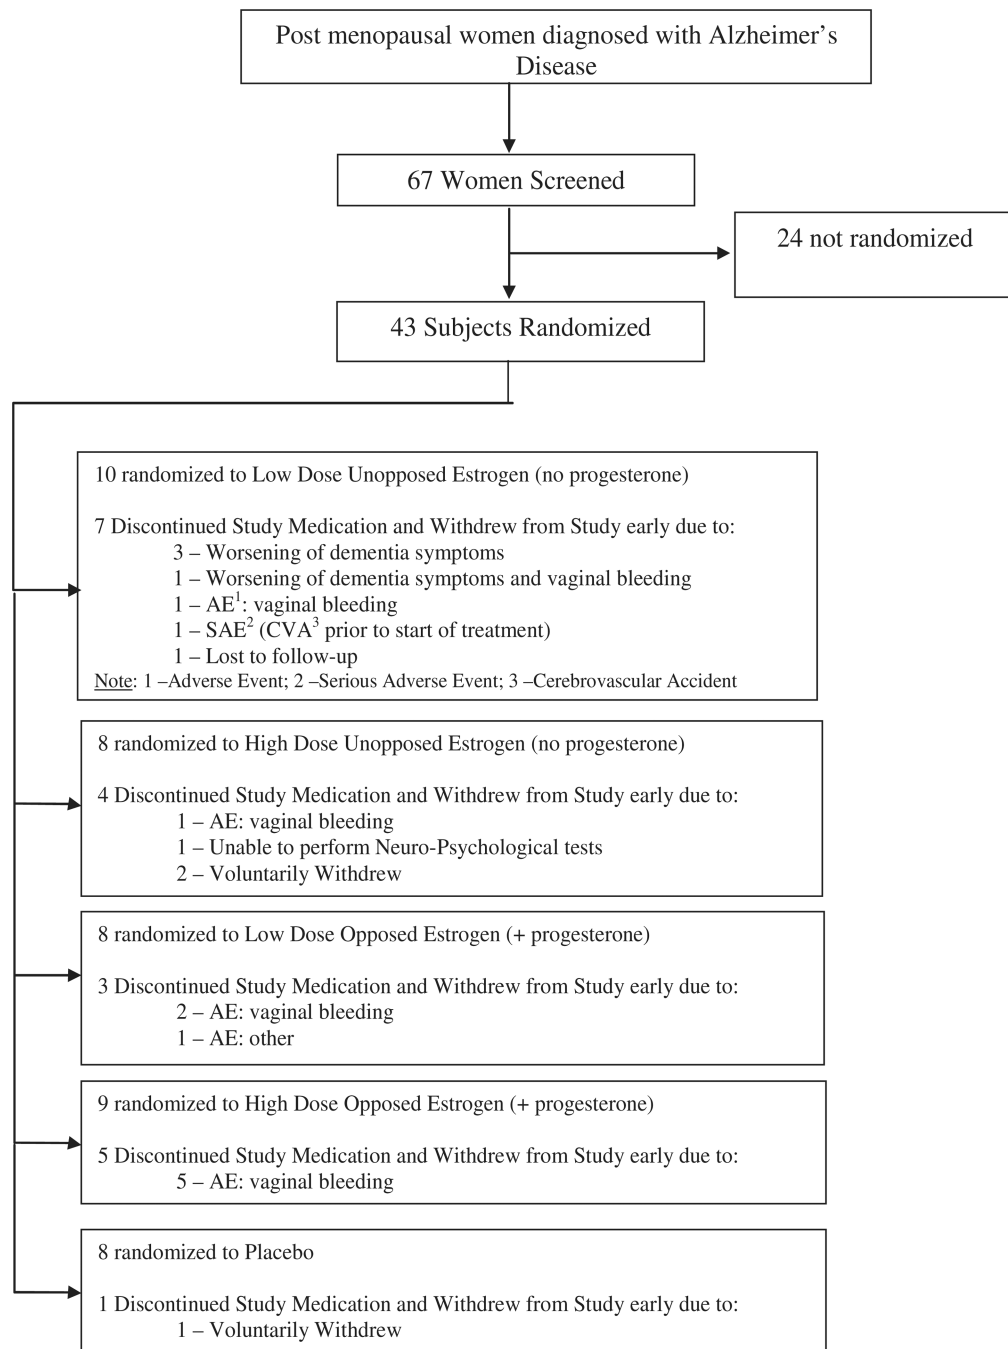 Post menopausal women diagnosed with Alzheimer's
Disease
67 Women Screened
24 not randomized
43 Subjects Randomized
10 randomized to Low Dose Unopposed Estrogen (no progesterone)
7 Discontinued Study Medication and Withdrew from Study early due to:
3 – Worsening of dementia symptoms
1 – Worsening of dementia symptoms and vaginal bleeding
1 – AE1: vaginal bleeding
1 – SAE2 (CVA3 prior to start of treatment)
1 – Lost to follow-up
Note: 1 –Adverse Event; 2 –Serious Adverse Event; 3 –Cerebrovascular Accident
8 randomized to High Dose Unopposed Estrogen (no progesterone)
4 Discontinued Study Medication and Withdrew from Study early due to:
1 – AE: vaginal bleeding
1 – Unable to perform Neuro-Psychological tests
2 – Voluntarily Withdrew
8 randomized to Low Dose Opposed Estrogen (+ progesterone)
3 Discontinued Study Medication and Withdrew from Study early due to:
2 – AE: vaginal bleeding
1 – AE: other
9 randomized to High Dose Opposed Estrogen (+ progesterone)
5 Discontinued Study Medication and Withdrew from Study early due to:
5 – AE: vaginal bleeding
8 randomized to Placebo
1 Discontinued Study Medication and Withdrew from Study early due to:
1 – Voluntarily Withdrew